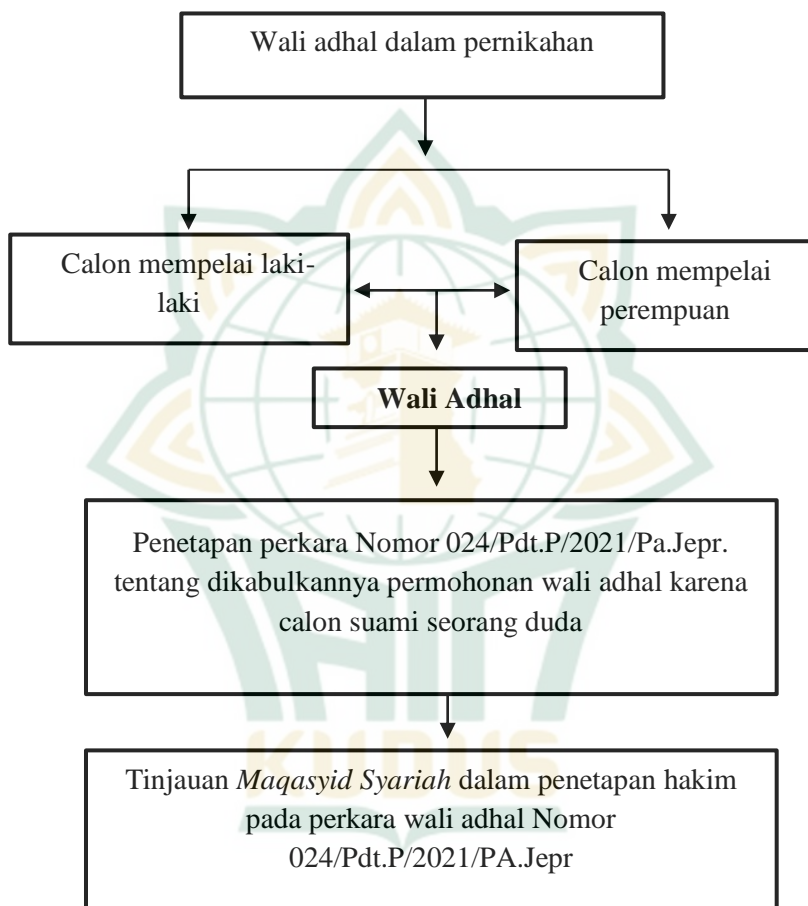 Wali adhal dalam pernikahan
Calon mempelai laki-
laki
Calon mempelai
perempuan
Wali Adhal
Penetapan perkara Nomor 024/Pdt.P/2021/Pa.Jepr.
tentang dikabulkannya permohonan wali adhal karena
calon suami seorang duda
Tinjauan Maqasyid Syariah dalam penetapan hakim
pada perkara wali adhal Nomor
024/Pdt.P/2021/PA.Jepr
KUDUS